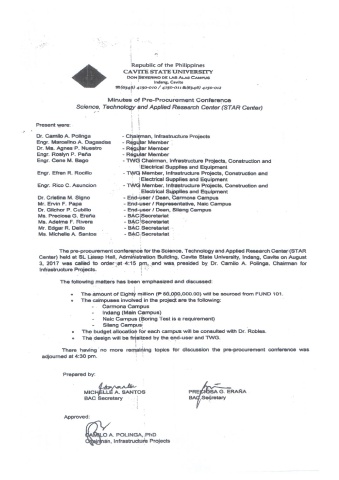 Republic of the Philippines
CAVITE STATE UNIVERSITY
DON SEVERINO DE LAS ALAS CAMPUS
Indang, Cavite
Minutes of Pre-Procurement Conference
Science, Technology and Applied Research Center (STAR Center)
Present were:
Dr. Camilo A. Polinga - Chairman, Infrastructure Projects
Engr. Marcelino A. Dagasdas - Regular Member
Dr. Ma. Agnes P. Nuestro - Regular Member
Engr. Roslyn P. Peña - Regular Member
Engr. Cene M. Bago - TWG Chairman, Infrastructure Projects, Construction and
Electrical Supplies and Equipment
Engr. Efren R. Rocillo - TWG Member, Infrastructure Projects, Construction and
Electrical Supplies and Equipment
Engr. Rico C. Asuncion - TWG Member, Infrastructure Projects, Construction and
Electrical Supplies and Equipment
Dr. Cristina M. Signo - End-user / Dean, Carmona Campus
Mr. Ervin F. Papa - End-user / Representative, Naic Campus
Dr. Gilchor P. Cubillo - End-user / Dean, Silang Campus
Ms. Preciosa G. Eraña - BAC Secretariat
Ms. Adelma F. Rivera - BAC Secretariat
Mr. Edgar R. Dello - BAC Secretariat
Ms. Michelle A. Santos - BAC Secretariat
The pre-procurement conference for the Science, Technology and Applied Research Center (STAR
Center) held at BL Hall, Administration Building, Cavite State University, Indang, Cavite on August
3, 2017 was called to order at 4:15 pm, and was presided by Dr. Camilo A. Polinga, Chairman for
Infrastructure Projects.
The following matters has been emphasized and discussed:
• The amount of Eighty million (P 80,000,000.00) will be sourced from FUND 101.
• The campuses involved in the project are the following:
- Carmona Campus
- Indang (Main Campus)
- Naic Campus (Boring Test is a requirement)
- Silang Campus
• The budget allocation for each campus will be consulted with Dr. Robles.
• The design will be finalized by the end-user and TWG.
There having no more remaining topics for discussion the pre-procurement conference was
adjourned at 4:30 pm.
Prepared by:
MICHELLE A. SANTOS PRECIOSA G. ERAÑA
BAC Secretary BAC Secretary
Approved:
CAMILO A. POLINGA, PhD
Chairman, Infrastructure Projects